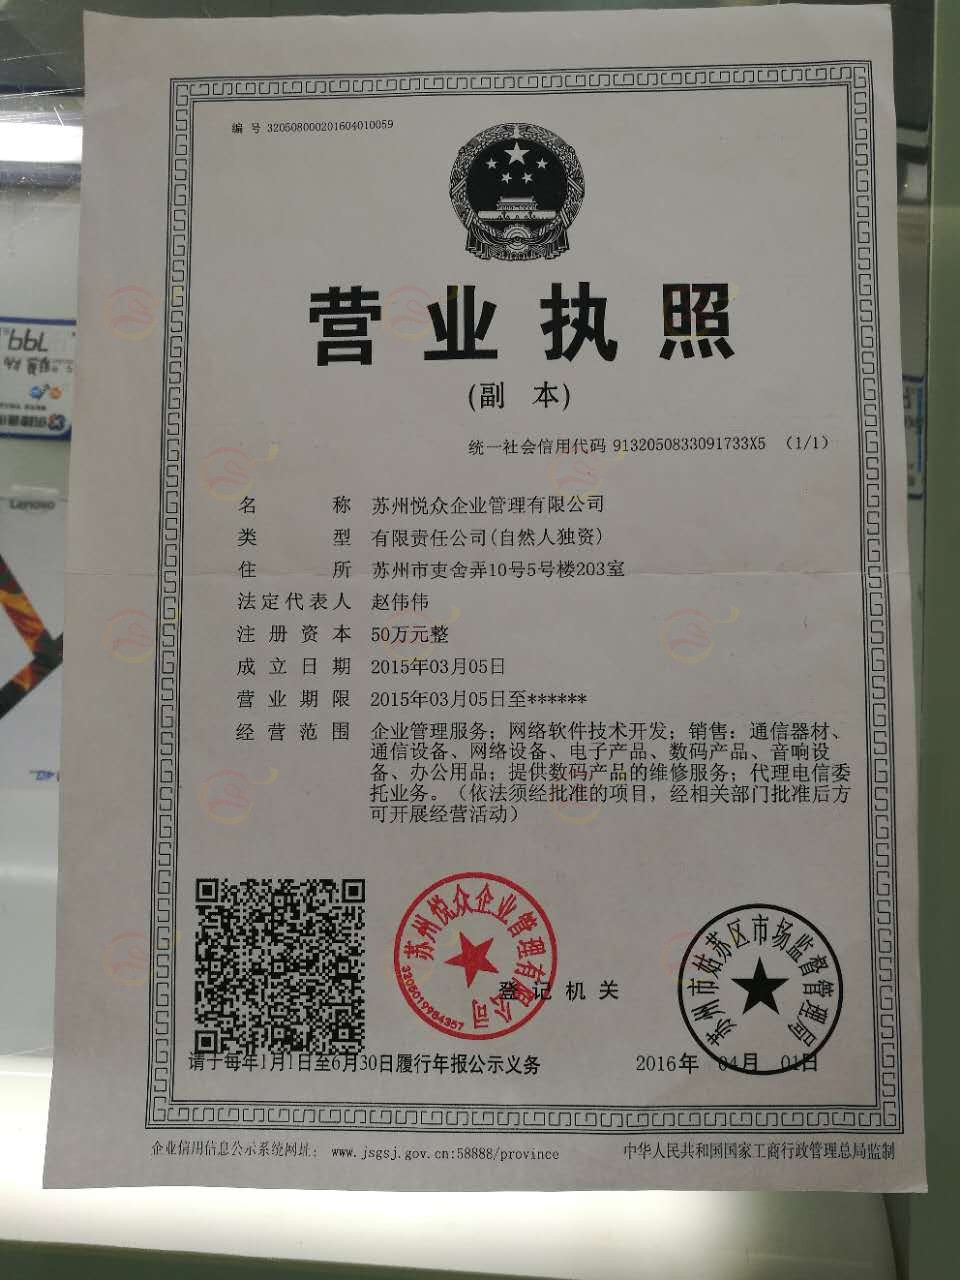 编 号 320508000201604010059
营业执照
(副 本)
统一社会信用代码 9132050833091733X5 (1/1)
名 称 苏州悦众企业管理有限公司
类 型 有限责任公司(自然人独资)
住 所 苏州市吏舍弄10号5号楼203室
法定代表人 赵伟伟
注 册 资 本 50万元整
成 立 日 期 2015年03月05日
营 业 期 限 2015年03月05日至******
经 营 范 围 企业管理服务；网络软件技术开发；销售：通信器材、
通信设备、网络设备、电子产品、数码产品、音响设
备、办公用品；提供数码产品的维修服务；代理电信委
托业务。（依法须经批准的项目，经相关部门批准后方
可开展经营活动）
苏州悦众企业管理有限公司
3205019984357
登 记 机 关
苏州市姑苏区市场监督管理局
请于每年1月1日至6月30日履行年报公示义务
2016年 04月 01日
企业信用信息公示系统网址： www.jsgsj.gov.cn:58888/province
中华人民共和国国家工商行政管理总局监制
Lenovo